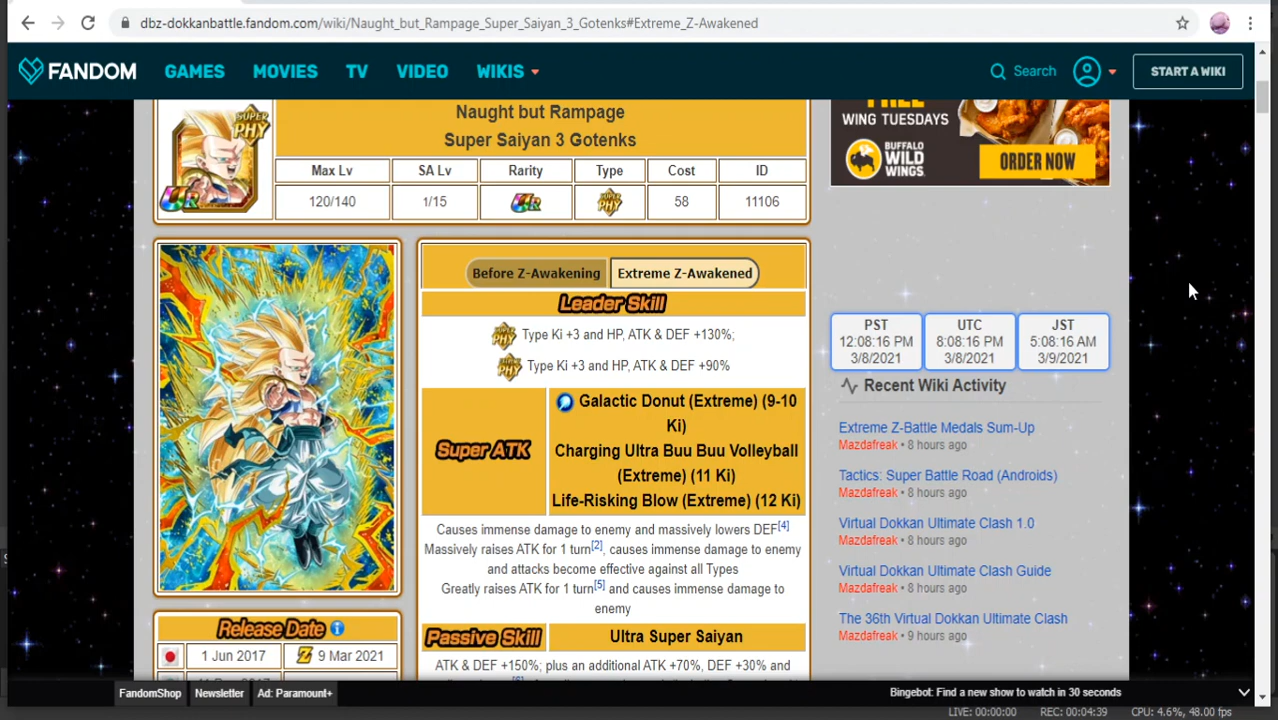 dbz-dokkanbattle.fandom.com/wiki/Naught_but_Rampage_Super_Saiyan_3_Gotenks#Extreme_Z-Awakened
FANDOM GAMES MOVIES TV VIDEO WIKIS Search START A WIKI
SUPER PHY
UR
Naught but Rampage
Super Saiyan 3 Gotenks
Max Lv SA Lv Rarity Type Cost ID
120/140 1/15 UR SUPER PHY 58 11106
Before Z-Awakening Extreme Z-Awakened
Leader Skill
Type Ki +3 and HP, ATK & DEF +130%;
Type KI +3 and HP, ATK & DEF +90%
Super ATK
Galactic Donut (Extreme) (9-10
Ki)
Charging Ultra Buu Buu Volleyball
(Extreme) (11 Ki)
Life-Risking Blow (Extreme) (12 Ki)
Causes immense damage to enemy and massively lowers DEF[4]
Massively raises ATK for 1 turn[2], causes immense damage to enemy
and attacks become effective against all Types
Greatly raises ATK for 1 turn[5] and causes immense damage to
enemy
Passive Skill Ultra Super Saiyan
ATK & DEF +150%; plus an additional ATK +70%, DEF +30% and
Release Date
1 Jun 2017 Z 9 Mar 2021
FREE
WING TUESDAYS
BUFFALO
WILD
WINGS
ORDER NOW
PST UTC JST
12:08:16 PM 8:08:16 PM 5:08:16 AM
3/8/2021 3/8/2021 3/9/2021
Recent Wiki Activity
Extreme Z-Battle Medals Sum-Up
Mazdafreak • 8 hours ago
Tactics: Super Battle Road (Androids)
Mazdafreak • 8 hours ago
Virtual Dokkan Ultimate Clash 1.0
Mazdafreak • 8 hours ago
Virtual Dokkan Ultimate Clash Guide
Mazdafreak • 8 hours ago
The 36th Virtual Dokkan Ultimate Clash
Mazdafreak • 9 hours ago
FandomShop Newsletter Ad: Paramount+ Bingebot: Find a new show to watch in 30 seconds
LIVE: 00:00:00 REC: 00:04:39 CPU: 4.6%, 48.00 fps